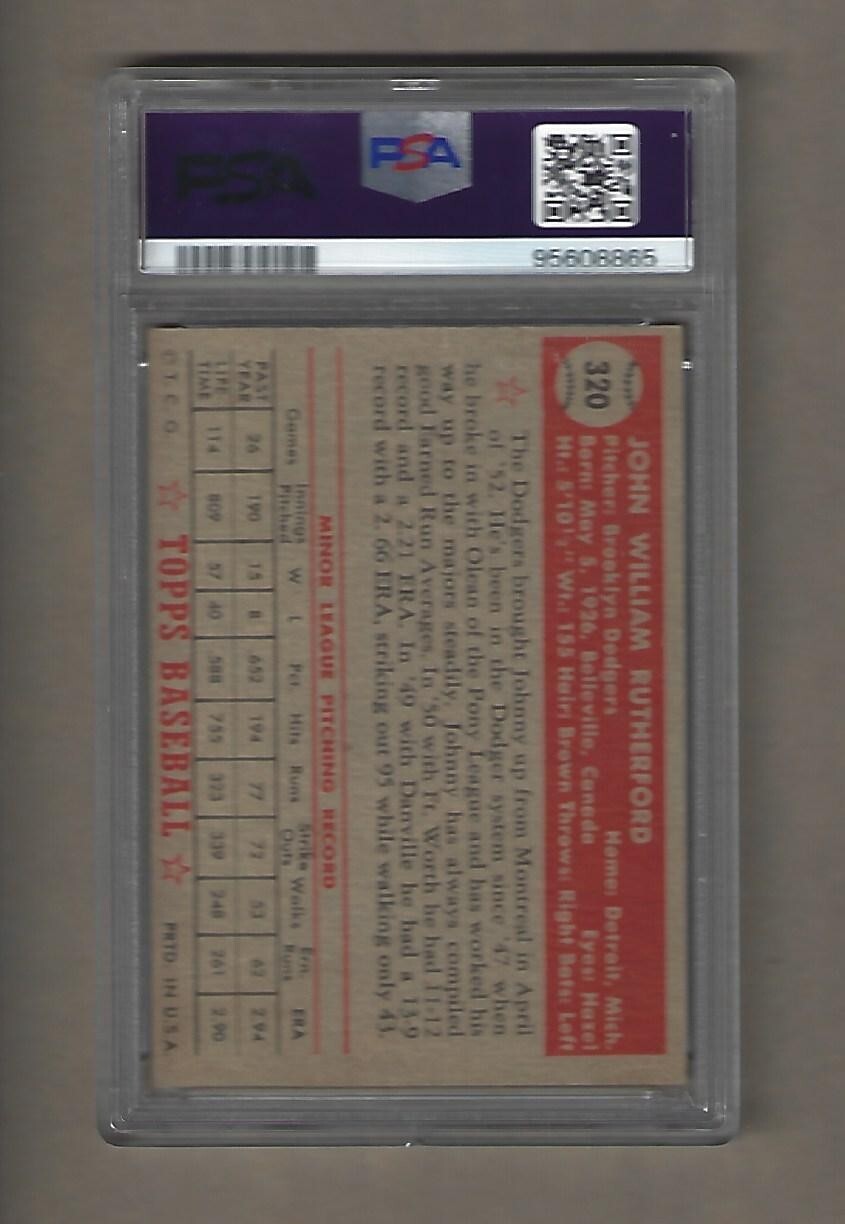 PSA
PSA
95608865
320
JOHN WILLIAM RUTHERFORD
Pitcher: Brooklyn Dodgers Home: Detroit, Mich.
Born: May 5, 1926, Belleville, Canada Eyes: Hazel
Ht.: 5'10½" Wt.: 155 Hair: Brown Throws: Right Bats: Left
The Dodgers brought Johnny up from Montreal in April
of '52. He's been in the Dodger system since '47 when
he broke in with Olean of the Pony League and has worked his
way up to the majors steadily. Johnny has always compiled
good Earned Run Averages. In '50 with Ft. Worth he had 11-12
record and a 2.21 ERA. In '49 with Danville he had a 13-9
record with a 2.66 ERA, striking out 95 while walking only 43.
MINOR LEAGUE PITCHING RECORD
Games Innings Pitched W L Pct Hits Runs Strike Outs Walks Ern. Runs ERA
PAST YEAR 26 190 15 8 652 194 77 72 53 62 2.94
LIFE TIME 114 809 57 40 588 755 323 339 248 261 2.90
© T. C. G. ☆ TOPPS BASEBALL ☆ PRTD. IN U.S.A.